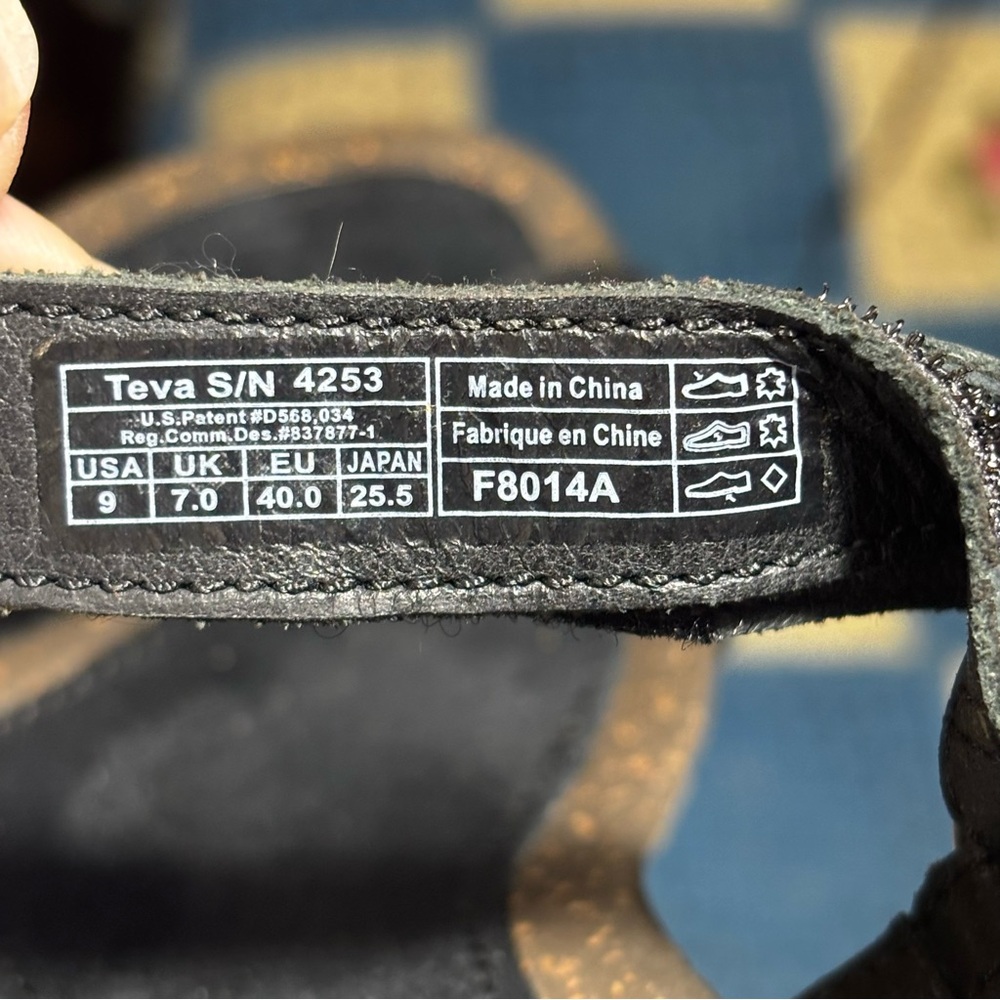 Teva S/N 4253
U.S.Patent #D568,034
Reg.Comm.Des.#837877-1
USA UK EU JAPAN
9 7.0 40.0 25.5
Made in China
Fabrique en Chine
F8014A